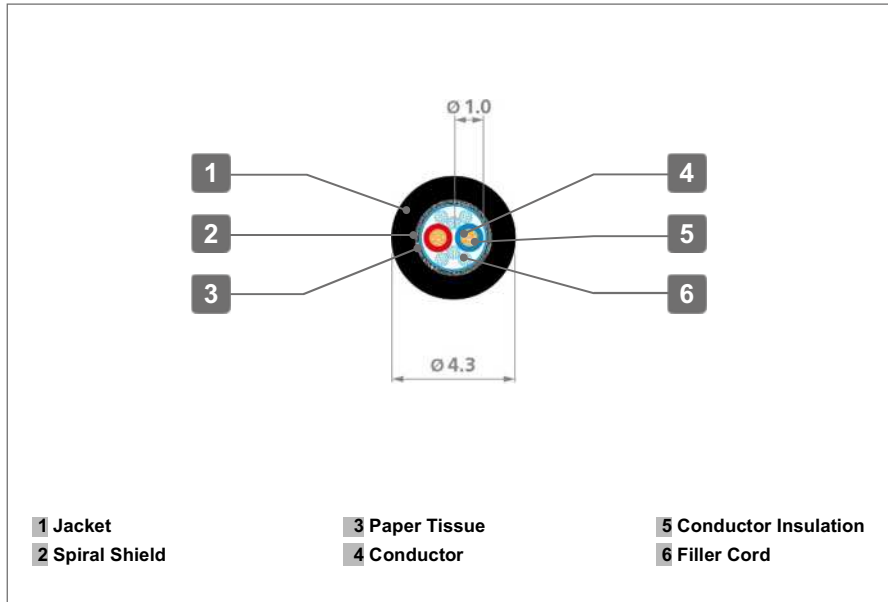 Ø 1.0
1
4
2
5
3
6
Ø 4.3
1 Jacket
3 Paper Tissue
5 Conductor Insulation
2 Spiral Shield
4 Conductor
6 Filler Cord